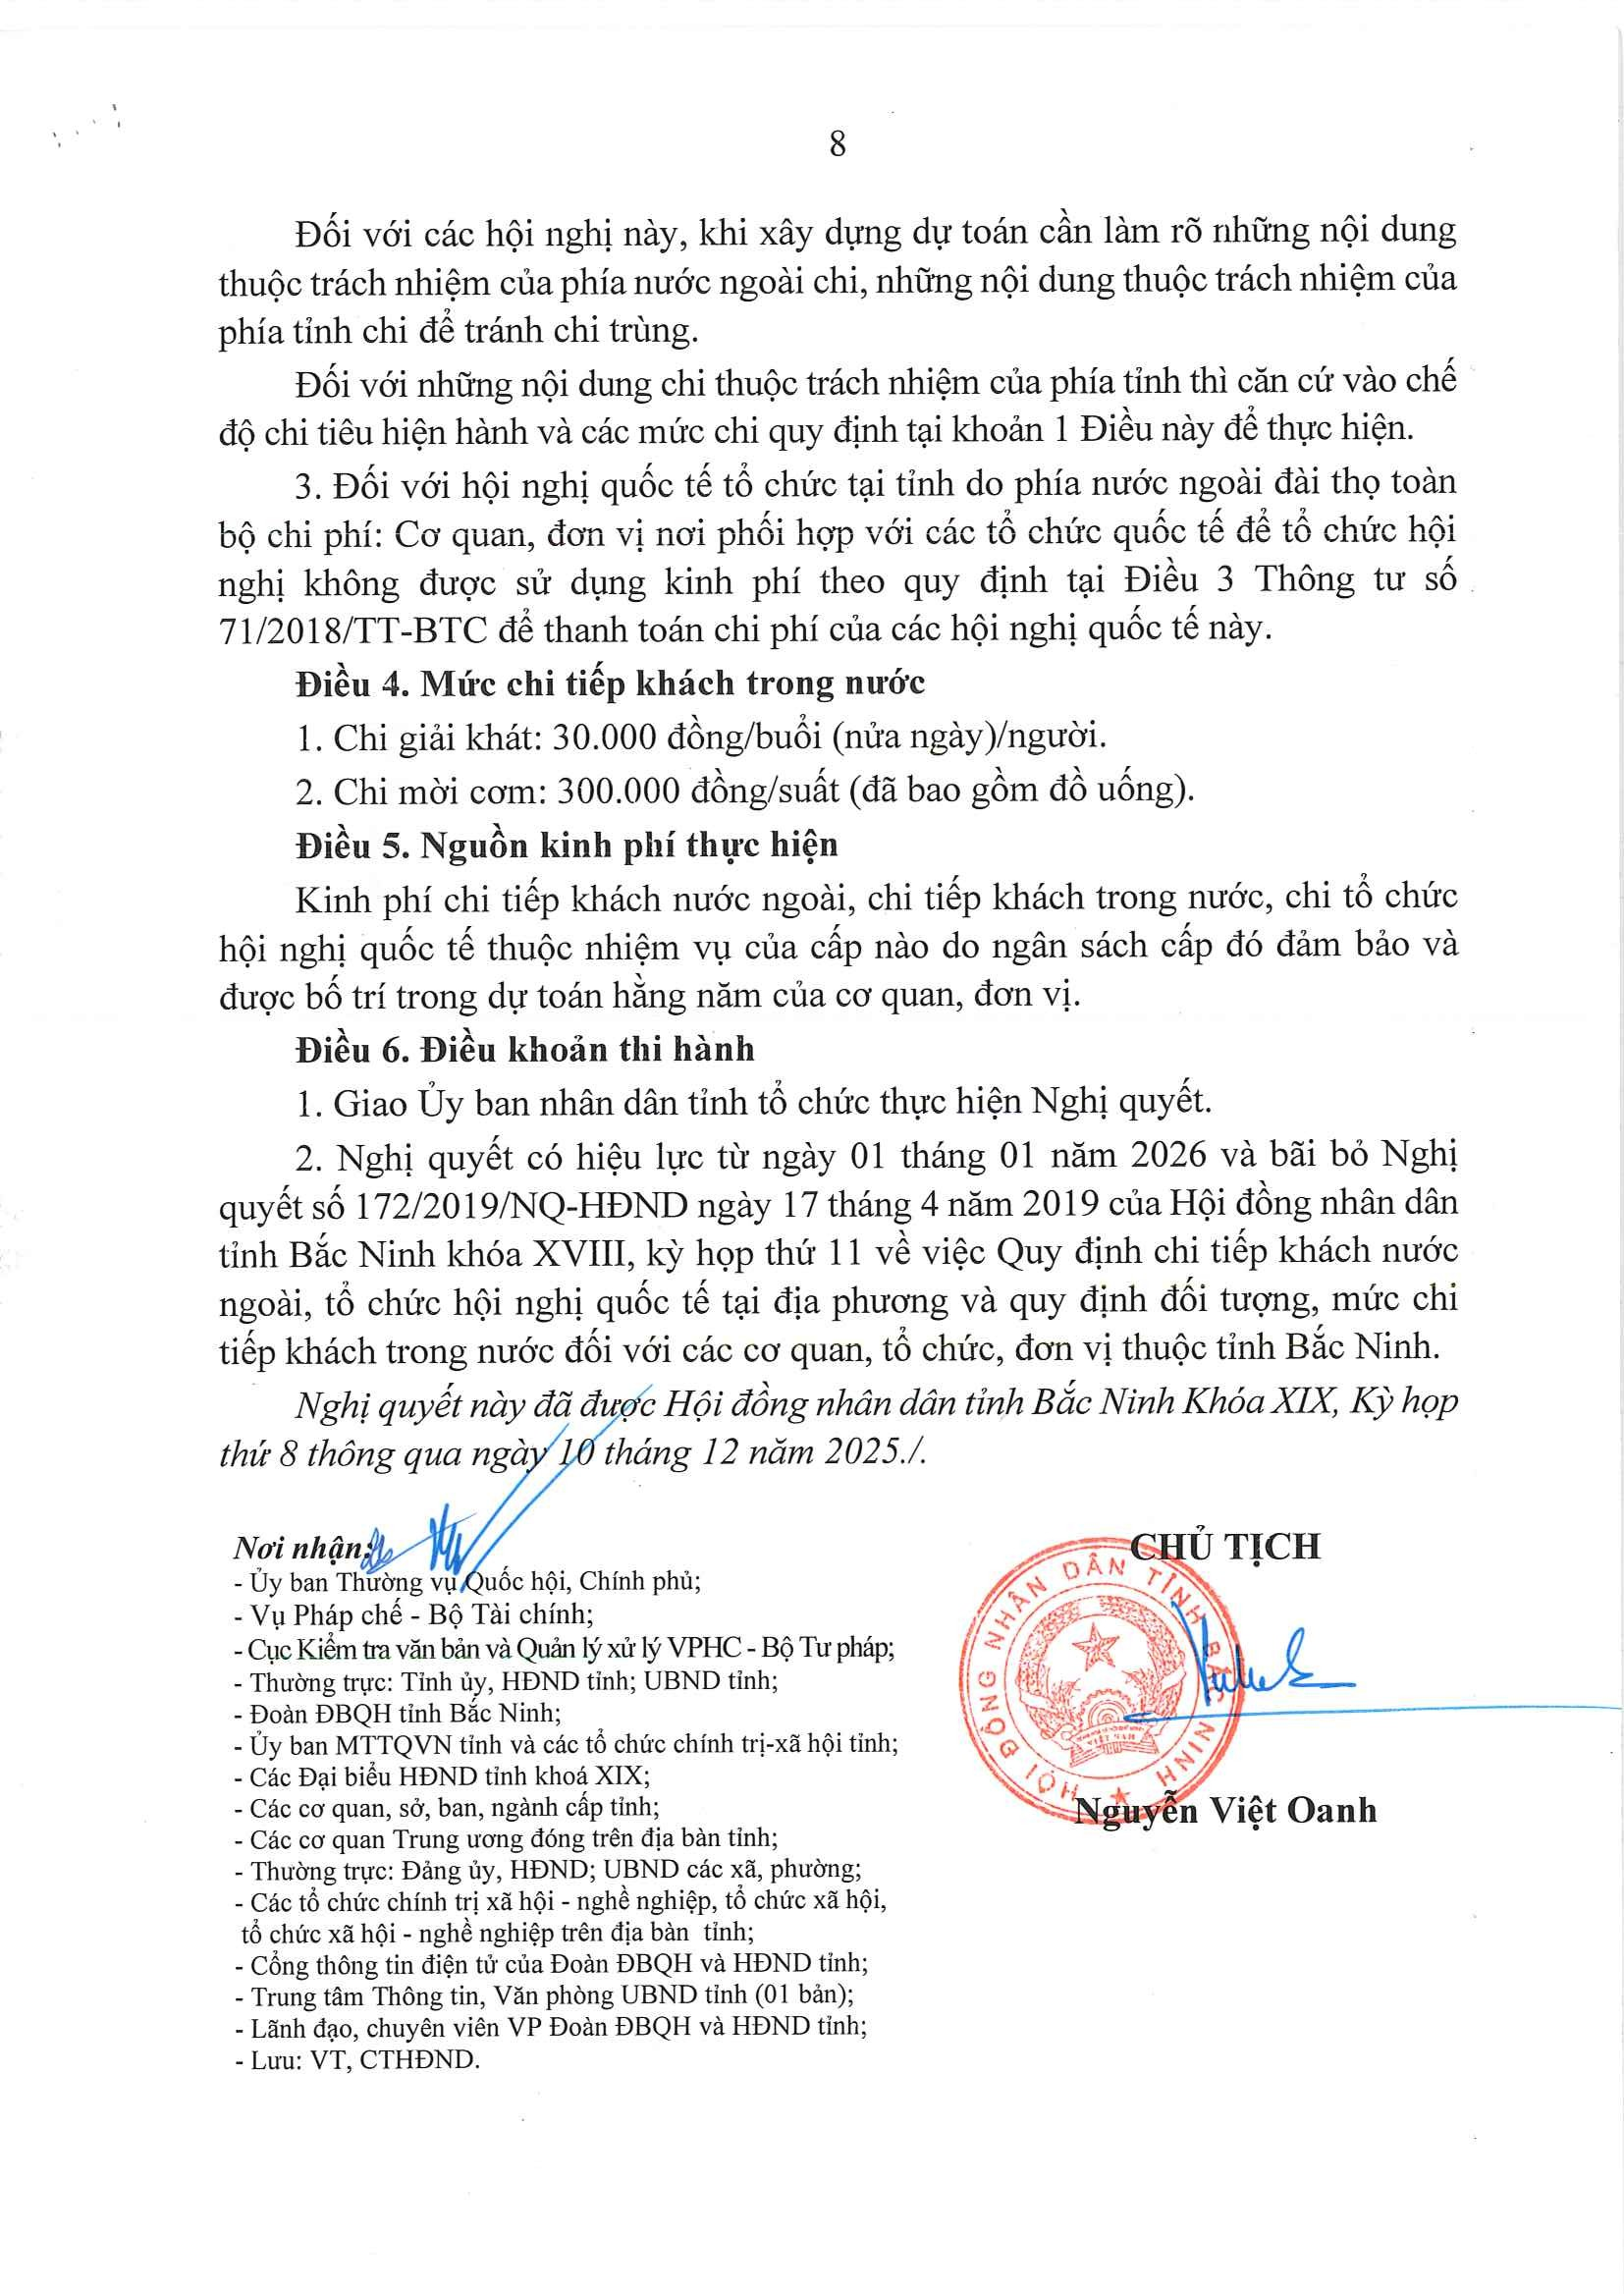 8
Đối với các hội nghị này, khi xây dựng dự toán cần làm rõ những nội dung
thuộc trách nhiệm của phía nước ngoài chi, những nội dung thuộc trách nhiệm của
phía tỉnh chi để tránh chi trùng.
Đối với những nội dung chi thuộc trách nhiệm của phía tỉnh thì căn cứ vào chế
độ chi tiêu hiện hành và các mức chi quy định tại khoản 1 Điều này để thực hiện.
3. Đối với hội nghị quốc tế tổ chức tại tỉnh do phía nước ngoài đài thọ toàn
bộ chi phí: Cơ quan, đơn vị nơi phối hợp với các tổ chức quốc tế để tổ chức hội
nghị không được sử dụng kinh phí theo quy định tại Điều 3 Thông tư số
71/2018/TT-BTC để thanh toán chi phí của các hội nghị quốc tế này.
Điều 4. Mức chi tiếp khách trong nước
1. Chi giải khát: 30.000 đồng/buổi (nửa ngày)/người.
2. Chi mời cơm: 300.000 đồng/suất (đã bao gồm đồ uống).
Điều 5. Nguồn kinh phí thực hiện
Kinh phí chi tiếp khách nước ngoài, chi tiếp khách trong nước, chi tổ chức
hội nghị quốc tế thuộc nhiệm vụ của cấp nào do ngân sách cấp đó đảm bảo và
được bố trí trong dự toán hằng năm của cơ quan, đơn vị.
Điều 6. Điều khoản thi hành
1. Giao Ủy ban nhân dân tỉnh tổ chức thực hiện Nghị quyết.
2. Nghị quyết có hiệu lực từ ngày 01 tháng 01 năm 2026 và bãi bỏ Nghị
quyết số 172/2019/NQ-HĐND ngày 17 tháng 4 năm 2019 của Hội đồng nhân dân
tỉnh Bắc Ninh khóa XVIII, kỳ họp thứ 11 về việc Quy định chi tiếp khách nước
ngoài, tổ chức hội nghị quốc tế tại địa phương và quy định đối tượng, mức chi
tiếp khách trong nước đối với các cơ quan, tổ chức, đơn vị thuộc tỉnh Bắc Ninh.
Nghị quyết này đã được Hội đồng nhân dân tỉnh Bắc Ninh Khóa XIX, Kỳ họp
thứ 8 thông qua ngày 10 tháng 12 năm 2025./.
Nơi nhận:
- Ủy ban Thường vụ Quốc hội, Chính phủ;
- Vụ Pháp chế - Bộ Tài chính;
- Cục Kiểm tra văn bản và Quản lý xử lý VPHC - Bộ Tư pháp;
- Thường trực: Tỉnh ủy, HĐND tỉnh; UBND tỉnh;
- Đoàn ĐBQH tỉnh Bắc Ninh;
- Ủy ban MTTQVN tỉnh và các tổ chức chính trị-xã hội tỉnh;
- Các Đại biểu HĐND tỉnh khoá XIX;
- Các cơ quan, sở, ban, ngành cấp tỉnh;
- Các cơ quan Trung ương đóng trên địa bàn tỉnh;
- Thường trực: Đảng ủy, HĐND; UBND các xã, phường;
- Các tổ chức chính trị xã hội - nghề nghiệp, tổ chức xã hội,
tổ chức xã hội - nghề nghiệp trên địa bàn tỉnh;
- Cổng thông tin điện tử của Đoàn ĐBQH và HĐND tỉnh;
- Trung tâm Thông tin, Văn phòng UBND tỉnh (01 bản);
- Lãnh đạo, chuyên viên VP Đoàn ĐBQH và HĐND tỉnh;
- Lưu: VT, CTHĐND.
CHỦ TỊCH
HỘI ĐỒNG NHÂN DÂN TỈNH BẮC NINH
Nguyễn Việt Oanh